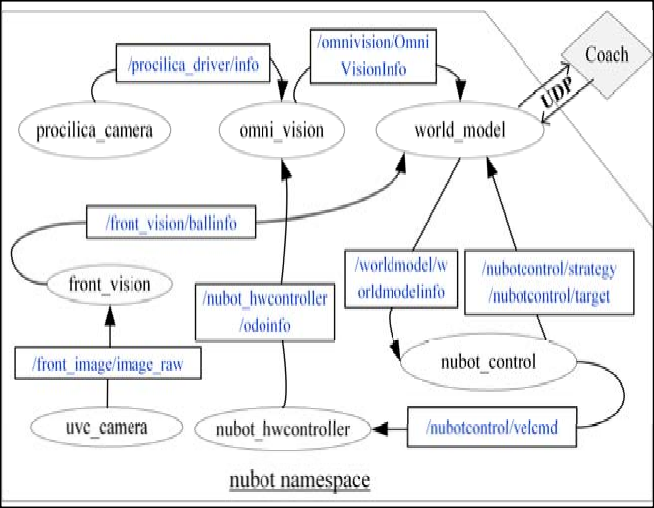 /procilica_driver/info
/omnivision/Omni
VisionInfo
Coach
UDP
procilica_camera
omni_vision
world_model
/front_vision/ballinfo
front_vision
/nubot_hwcontroller
/odoinfo
/worldmodel/w
orldmodelinfo
/nubotcontrol/strategy
/nubotcontrol/target
/front_image/image_raw
nubot_control
uvc_camera
nubot_hwcontroller
/nubotcontrol/velcmd
nubot namespace